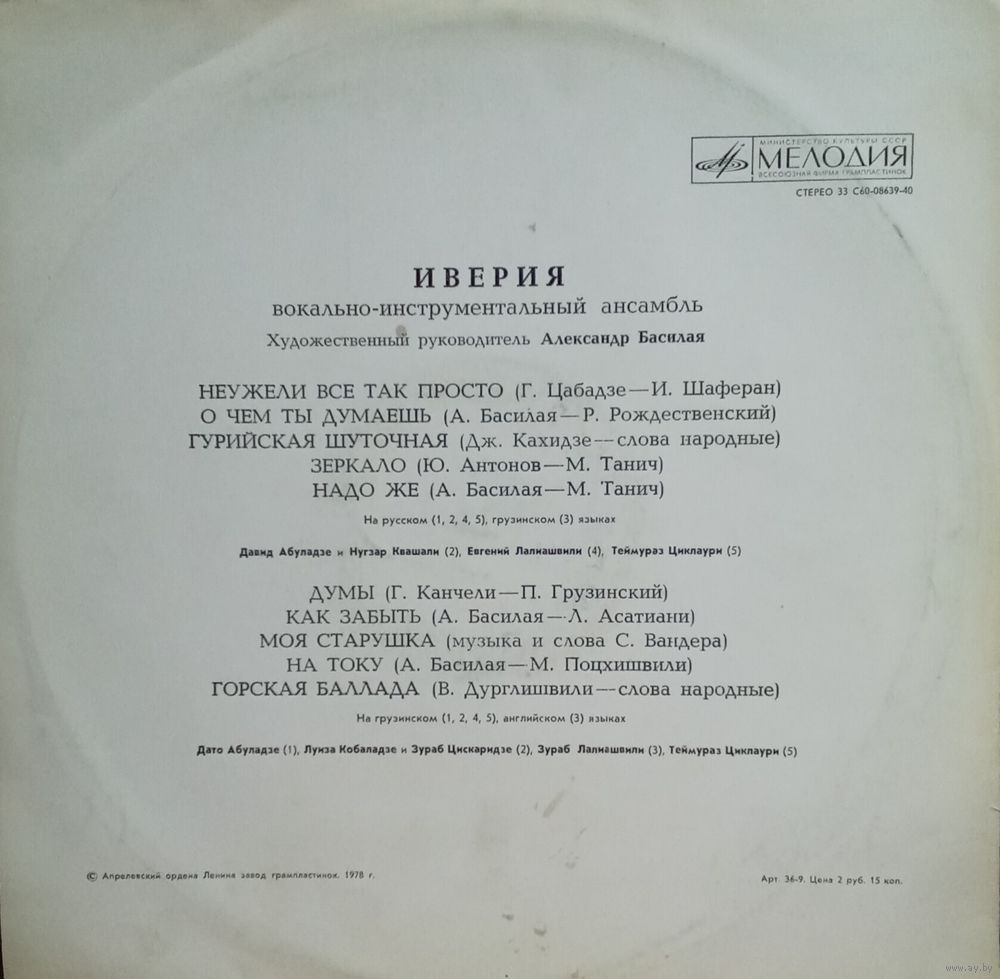 МИНИСТЕРСТВО КУЛЬТУРЫ СССР
МЕЛОДИЯ
ВСЕСОЮЗНАЯ ФИРМА ГРАМПЛАСТИНОК
СТЕРЕО 33 С60-08639-40
ИВЕРИЯ
вокально-инструментальный ансамбль
Художественный руководитель Александр Басилая
НЕУЖЕЛИ ВСЕ ТАК ПРОСТО (Г. Цабадзе—И. Шаферан)
О ЧЕМ ТЫ ДУМАЕШЬ (А. Басилая—Р. Рождественский)
ГУРИЙСКАЯ ШУТОЧНАЯ (Дж. Кахидзе—слова народные)
ЗЕРКАЛО (Ю. Антонов—М. Танич)
НАДО ЖЕ (А. Басилая—М. Танич)
На русском (1, 2, 4, 5), грузинском (3) языках
Давид Абуладзе и Нугзар Квашали (2), Евгений Лалиашвили (4), Теймураз Циклаури (5)
ДУМЫ (Г. Канчели—П. Грузинский)
КАК ЗАБЫТЬ (А. Басилая—Л. Асатиани)
МОЯ СТАРУШКА (музыка и слова С. Вандера)
НА ТОКУ (А. Басилая—М. Поцхишвили)
ГОРСКАЯ БАЛЛАДА (В. Дурглишвили—слова народные)
На грузинском (1, 2, 4, 5), английском (3) языках
Дато Абуладзе (1), Луиза Кобаладзе и Зураб Цискаридзе (2), Зураб Лалиашвили (3), Теймураз Циклаури (5)
© Апрелевский ордена Ленина завод грампластинок. 1978 г.
Арт. 36-9. Цена 2 руб. 15 коп.
www.ay.by